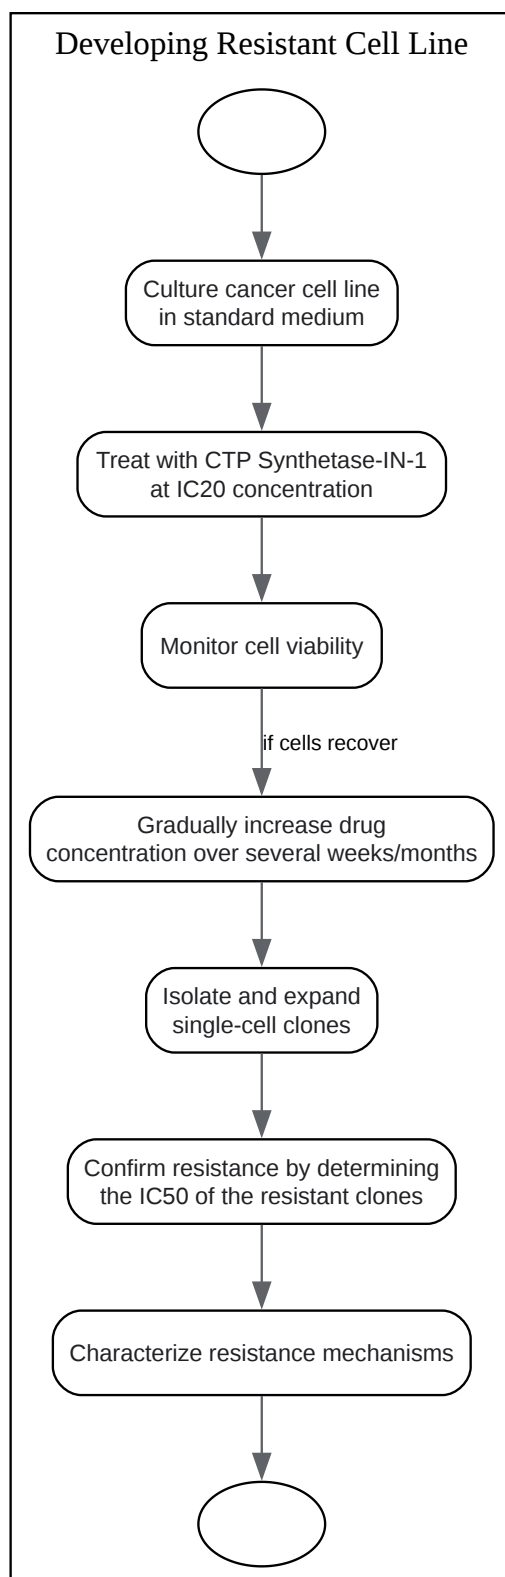 Developing Resistant Cell Line
Culture cancer cell line
in standard medium
Treat with CTP Synthetase-IN-1
at IC20 concentration
Monitor cell viability
if cells recover
Gradually increase drug
concentration over several weeks/months
Isolate and expand
single-cell clones
Confirm resistance by determining
the IC50 of the resistant clones
Characterize resistance mechanisms